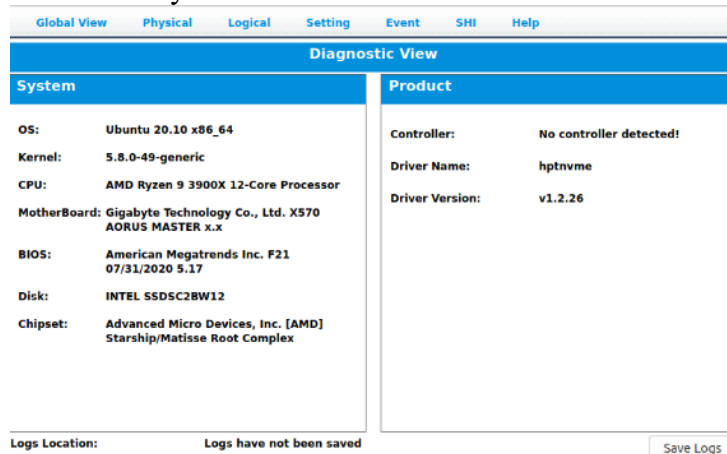 Global View Physical Logical Setting Event SHI Help
Diagnostic View
System
OS: Ubuntu 20.10 x86_64
Kernel: 5.8.0-49-generic
CPU: AMD Ryzen 9 3900X 12-Core Processor
MotherBoard: Gigabyte Technology Co., Ltd. X570
AORUS MASTER x.x
BIOS: American Megatrends Inc. F21
07/31/2020 5.17
Disk: INTEL SSDSC2BW12
Chipset: Advanced Micro Devices, Inc. [AMD]
Starship/Matisse Root Complex
Product
Controller: No controller detected!
Driver Name: hptnvme
Driver Version: v1.2.26
Logs Location: Logs have not been saved
Save Logs